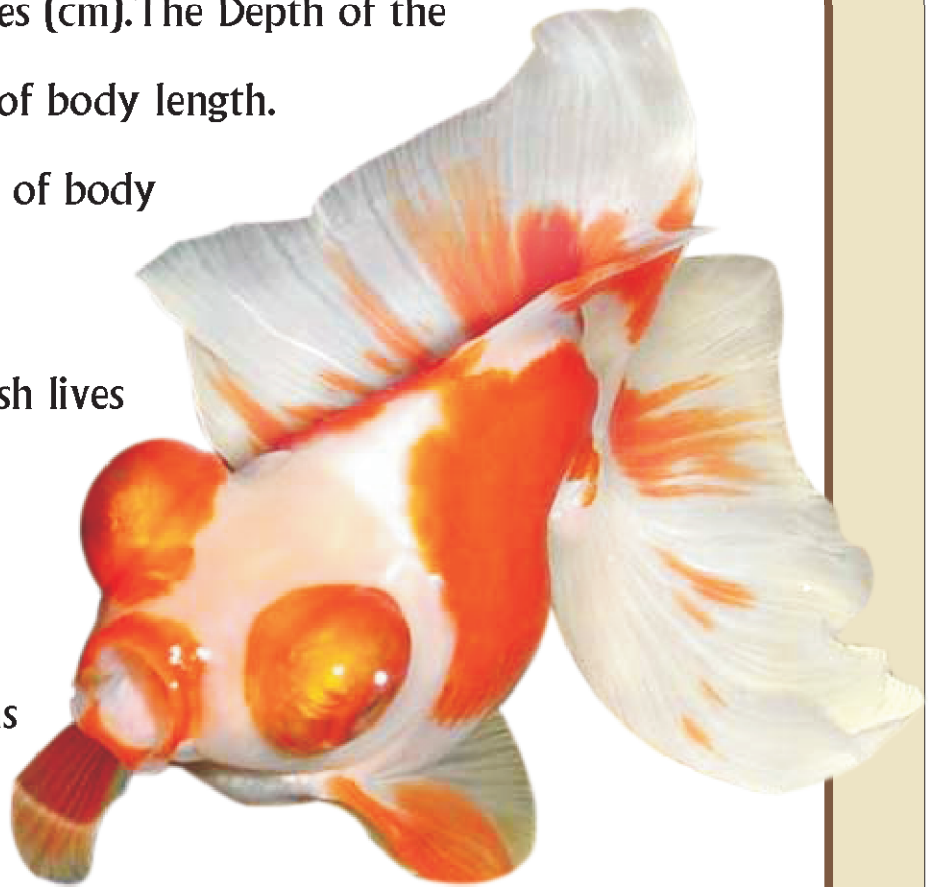 es (cm).The Depth of the
of body length.
of body
sh lives
s